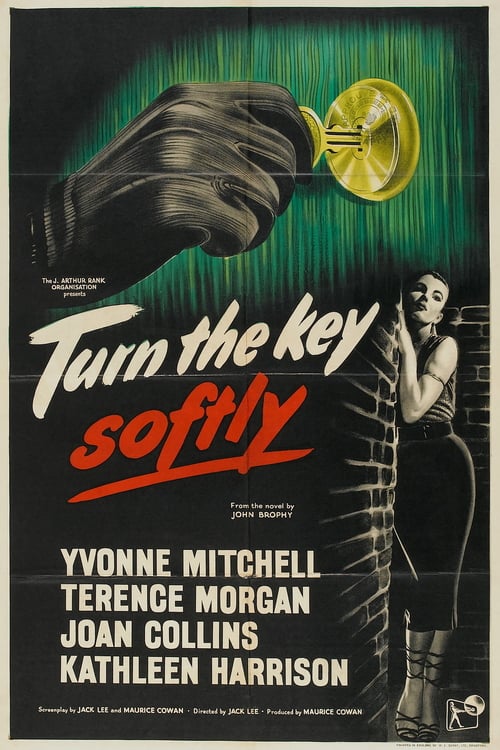 The J. ARTHUR RANK
ORGANISATION
presents
Turn the key
softly
From the novel by
JOHN BROPHY
YVONNE MITCHELL
TERENCE MORGAN
JOAN COLLINS
KATHLEEN HARRISON
Screenplay by JACK LEE and MAURICE COWAN · Directed by JACK LEE · Produced by MAURICE COWAN